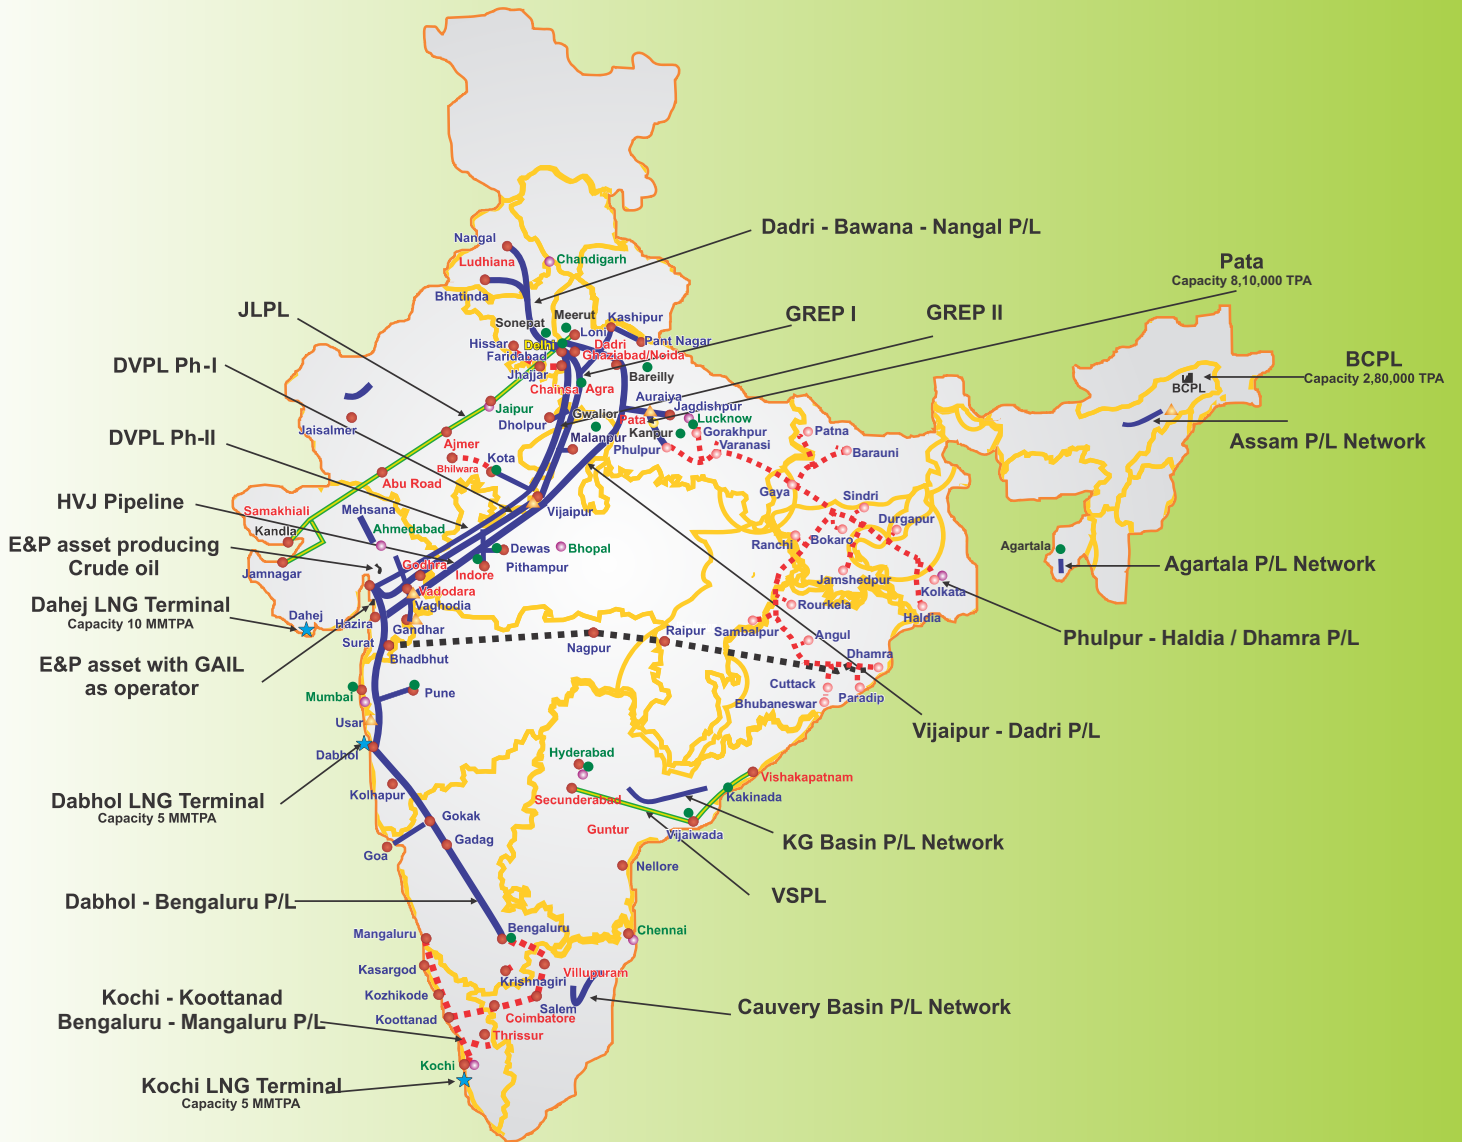 Dadri - Bawana - Nangal P/L
Pata
Capacity 8,10,000 TPA
JLPL
GREP I
GREP II
DVPL Ph-I
BCPL
Capacity 2,80,000 TPA
DVPL Ph-II
Assam P/L Network
HVJ Pipeline
E&P asset producing
Crude oil
Agartala P/L Network
Dahej LNG Terminal
Capacity 10 MMTPA
Phulpur - Haldia / Dhamra P/L
E&P asset with GAIL
as operator
Vijaipur - Dadri P/L
Dabhol LNG Terminal
Capacity 5 MMTPA
KG Basin P/L Network
VSPL
Dabhol - Bengaluru P/L
Kochi - Koottanad
Bengaluru - Mangaluru P/L
Cauvery Basin P/L Network
Kochi LNG Terminal
Capacity 5 MMTPA
Nangal
Ludhiana
Chandigarh
Bhatinda
Sonepat
Meerut
Kashipur
Loni
Pant Nagar
Hissar
Delhi
Dadri
Faridabad
Ghaziabad/Noida
Jhajjar
Bareilly
Chainsa
Agra
Auraiya
Jagdishpur
Jaipur
Gwalior
Pata
Lucknow
Dholpur
Kanpur
Gorakhpur
Patna
Jaisalmer
Malanpur
Varanasi
Phulpur
Barauni
Ajmer
Kota
Bhilwara
Abu Road
Gaya
Sindri
Samakhiali
Mehsana
Vijaipur
Durgapur
Kandla
Ahmedabad
Ranchi
Bokaro
Dewas
Bhopal
Agartala
BCPL
Jamnagar
Godhra
Indore
Pithampur
Jamshedpur
Vadodara
Kolkata
Vaghodia
Rourkela
Dahej
Hazira
Gandhar
Haldia
Surat
Sambalpur
Angul
Raipur
Nagpur
Bhadbhut
Dhamra
Cuttack
Paradip
Mumbai
Pune
Bhubaneswar
Usar
Dabhol
Hyderabad
Vishakapatnam
Kolhapur
Secunderabad
Kakinada
Gokak
Guntur
Vijaiwada
Gadag
Goa
Nellore
Mangaluru
Bengaluru
Chennai
Kasargod
Krishnagiri
Villupuram
Kozhikode
Salem
Koottanad
Coimbatore
Thrissur
Kochi